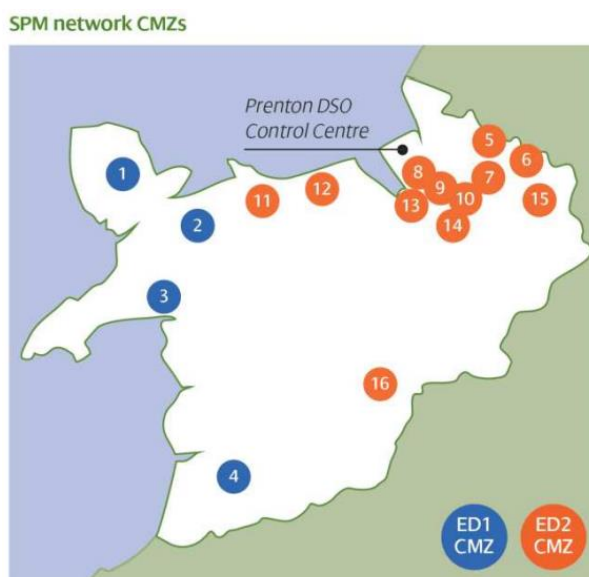 SPM network CMZs
Prenton DSO
Control Centre
1
2
3
4
5
6
7
8
9
10
11
12
13
14
15
16
ED1
CMZ
ED2
CMZ